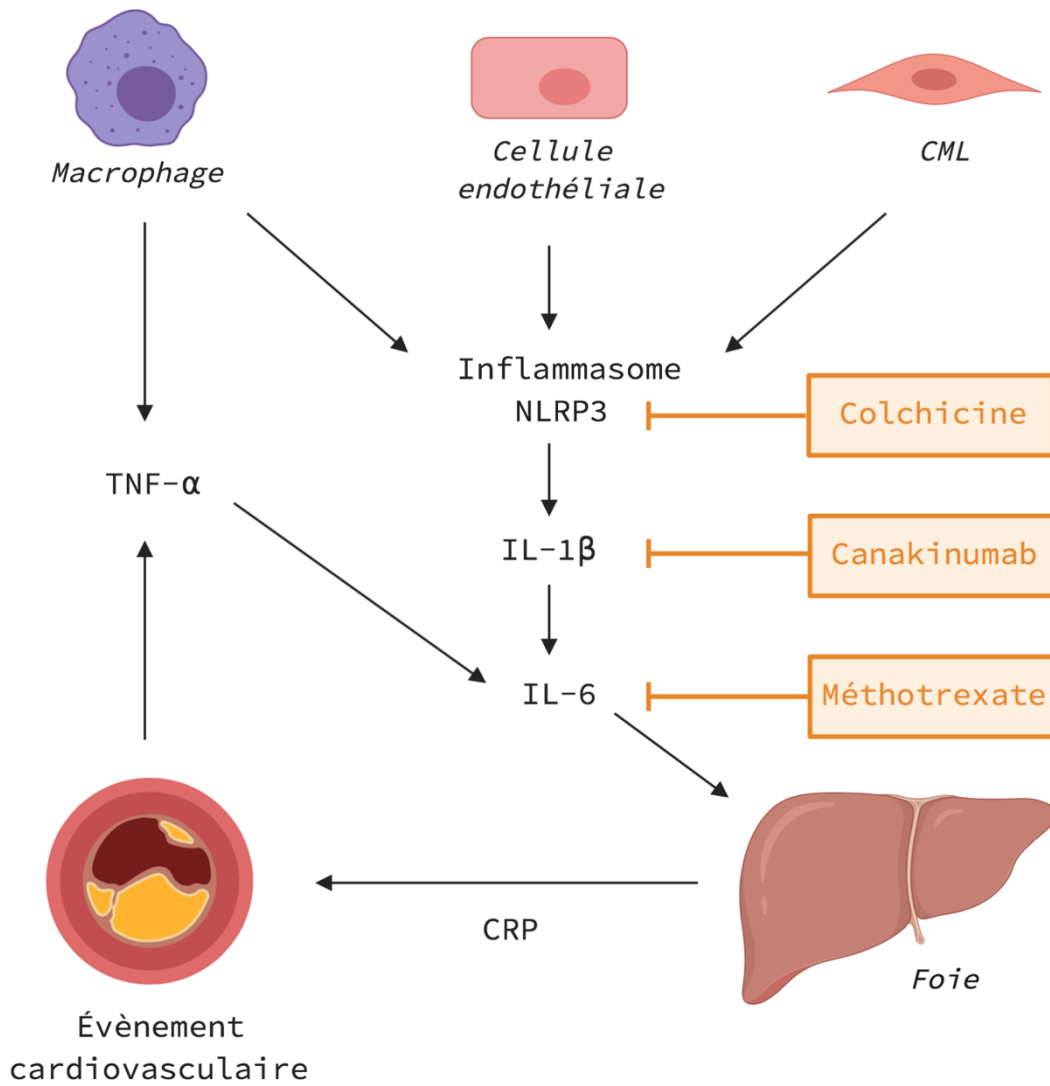 Macrophage
Cellule
endothéliale
CML
Inflammasome
NLRP3
Colchicine
TNF-α
IL-1β
Canakinumab
IL-6
Méthotrexate
CRP
Foie
Évènement
cardiovasculaire